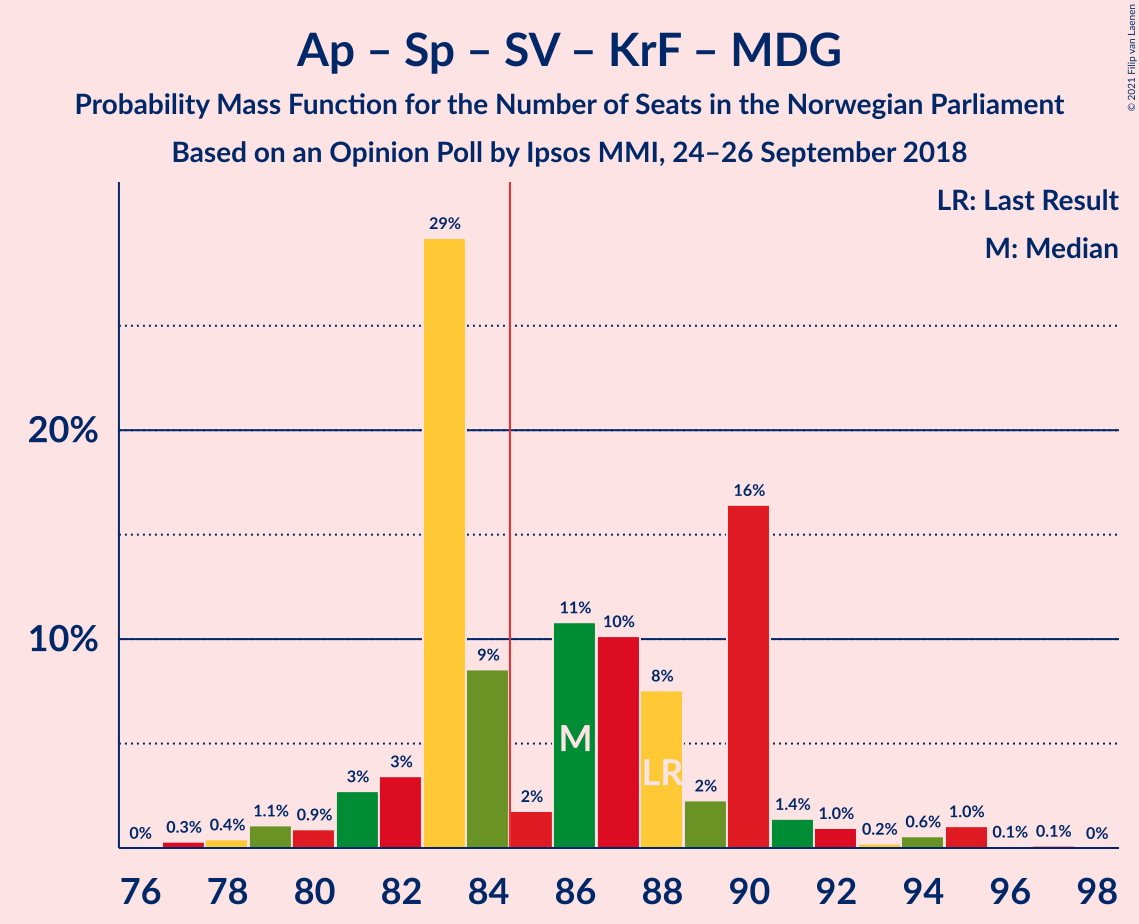 Ap – Sp – SV – KrF – MDG
Probability Mass Function for the Number of Seats in the Norwegian Parliament
Based on an Opinion Poll by Ipsos MMI, 24–26 September 2018
© 2021 Filip van Laenen
LR: Last Result
M: Median
29%
20%
16%
11%
10%
10%
9%
8%
M
LR
3%
3%
2%
2%
0%
0.3%
0.4%
1.1%
0.9%
1.4%
1.0%
0.2%
0.6%
1.0%
0.1%
0.1%
0%
76 78 80 82 84 86 88 90 92 94 96 98